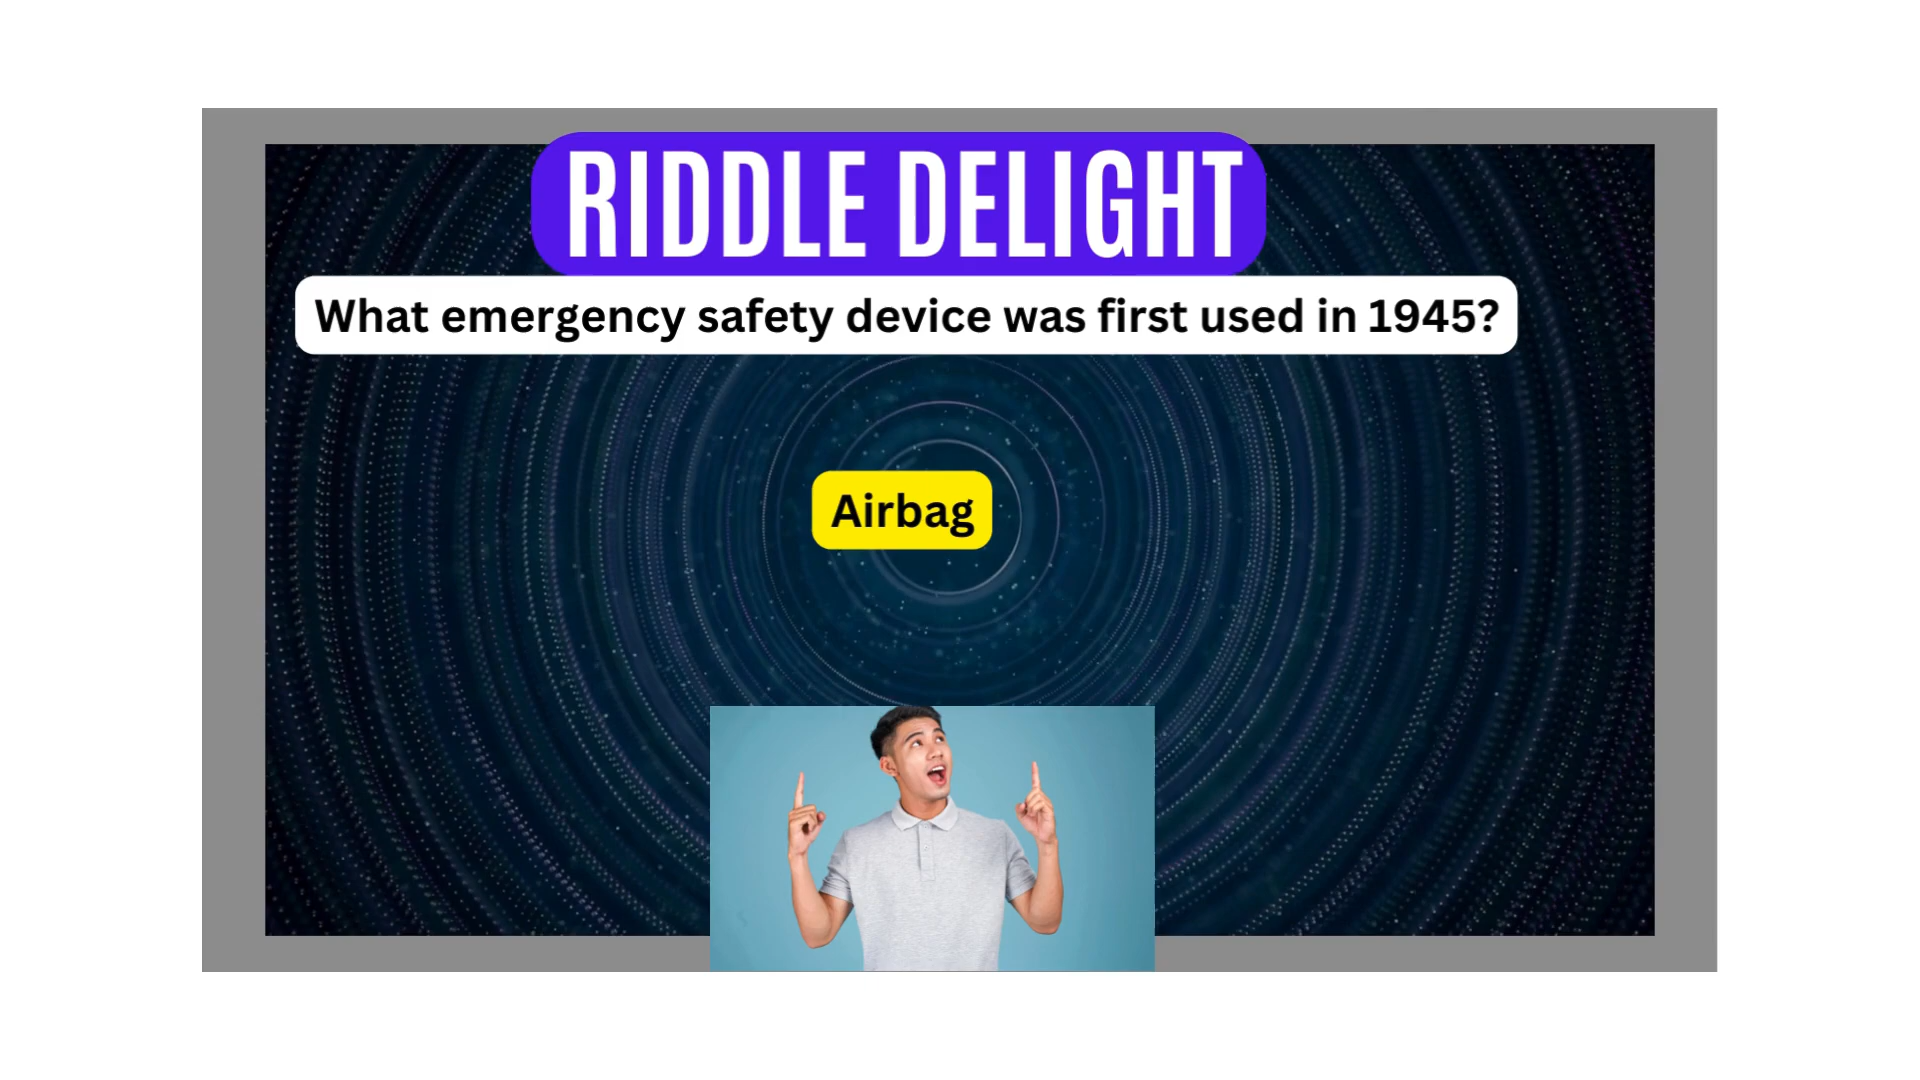 RIDDLE DELIGHT
What emergency safety device was first used in 1945?
Airbag